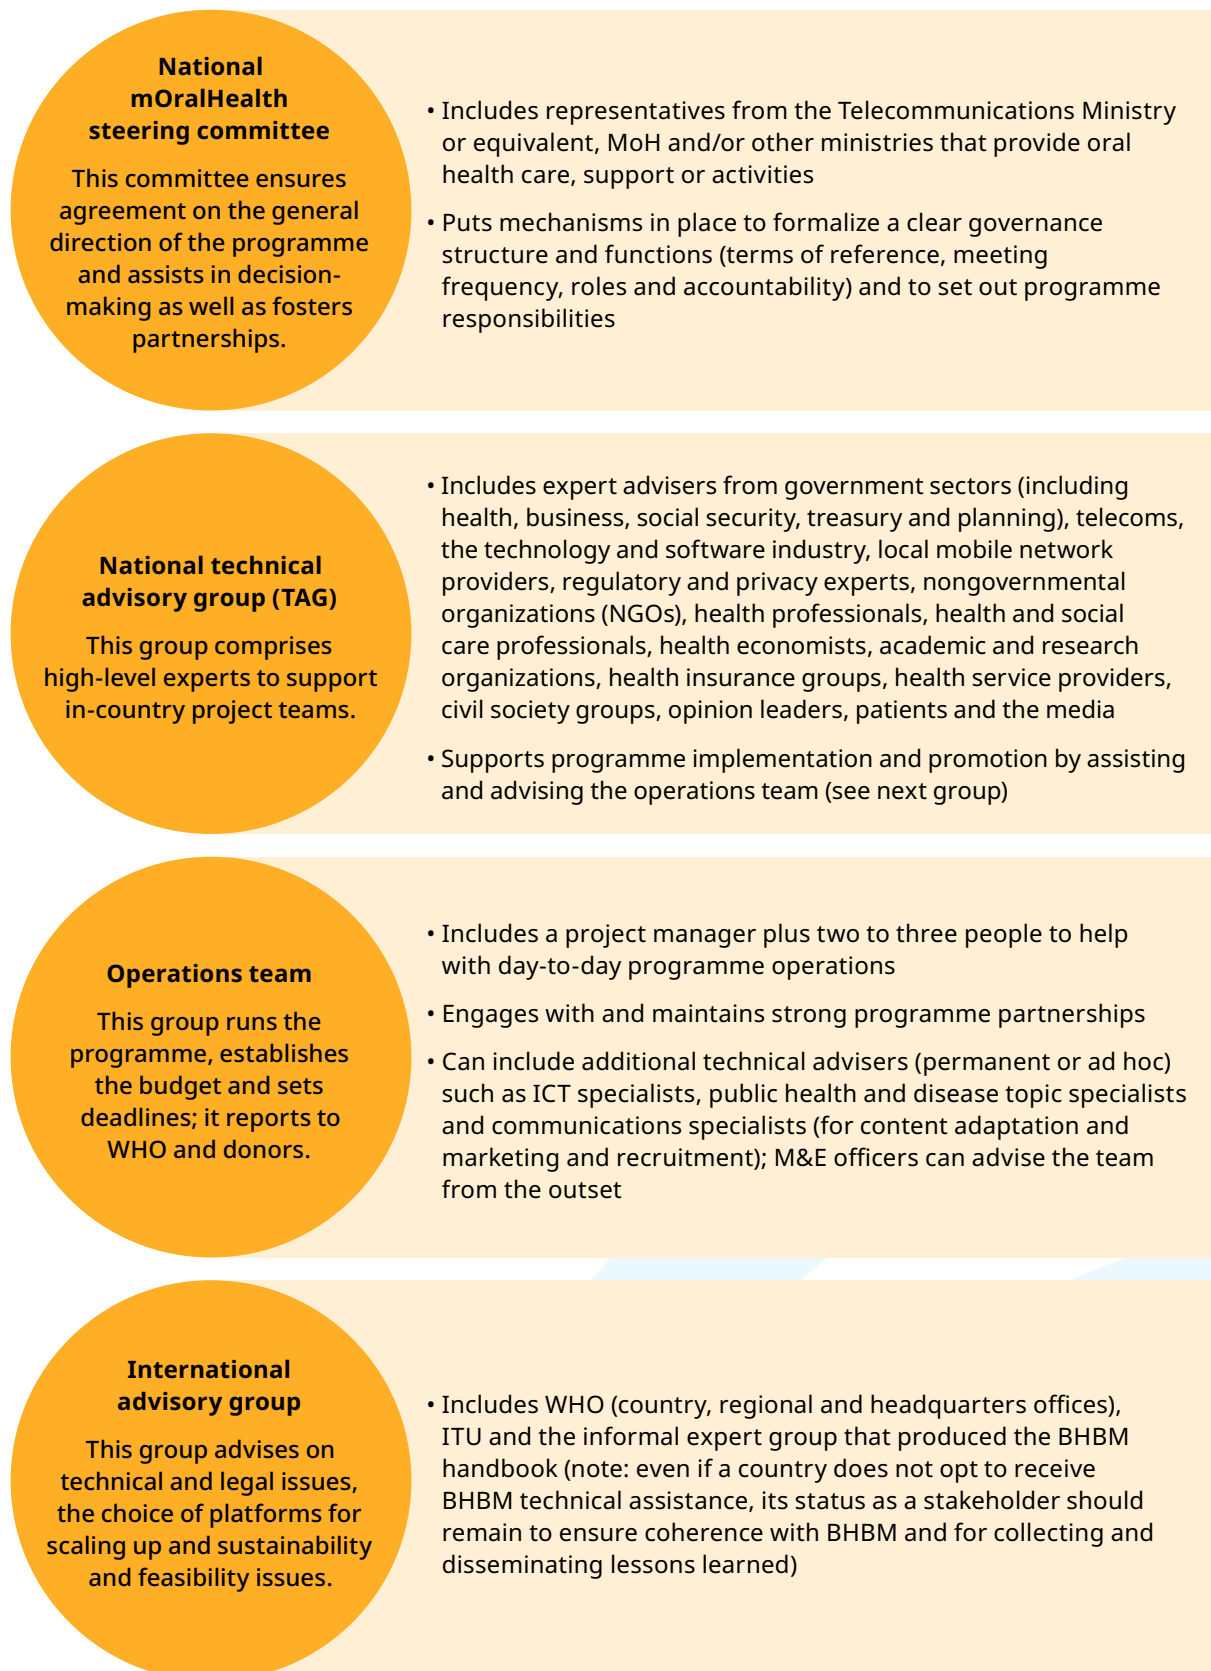 National
mOralHealth
steering committee
This committee ensures
agreement on the general
direction of the programme
and assists in decision-
making as well as fosters
partnerships.
• Includes representatives from the Telecommunications Ministry
or equivalent, MoH and/or other ministries that provide oral
health care, support or activities
• Puts mechanisms in place to formalize a clear governance
structure and functions (terms of reference, meeting
frequency, roles and accountability) and to set out programme
responsibilities
National technical
advisory group (TAG)
This group comprises
high-level experts to support
in-country project teams.
• Includes expert advisers from government sectors (including
health, business, social security, treasury and planning), telecoms,
the technology and software industry, local mobile network
providers, regulatory and privacy experts, nongovernmental
organizations (NGOs), health professionals, health and social
care professionals, health economists, academic and research
organizations, health insurance groups, health service providers,
civil society groups, opinion leaders, patients and the media
• Supports programme implementation and promotion by assisting
and advising the operations team (see next group)
Operations team
This group runs the
programme, establishes
the budget and sets
deadlines; it reports to
WHO and donors.
• Includes a project manager plus two to three people to help
with day-to-day programme operations
• Engages with and maintains strong programme partnerships
• Can include additional technical advisers (permanent or ad hoc)
such as ICT specialists, public health and disease topic specialists
and communications specialists (for content adaptation and
marketing and recruitment); M&E officers can advise the team
from the outset
International
advisory group
This group advises on
technical and legal issues,
the choice of platforms for
scaling up and sustainability
and feasibility issues.
• Includes WHO (country, regional and headquarters offices),
ITU and the informal expert group that produced the BHBM
handbook (note: even if a country does not opt to receive
BHBM technical assistance, its status as a stakeholder should
remain to ensure coherence with BHBM and for collecting and
disseminating lessons learned)